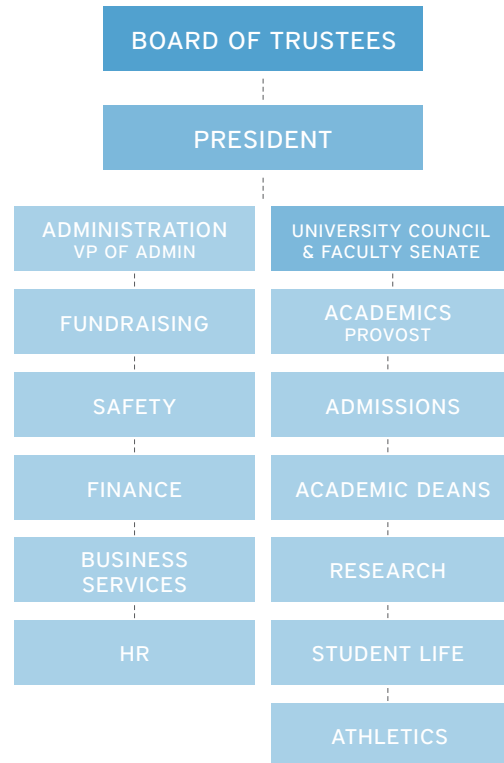 BOARD OF TRUSTEES
PRESIDENT
ADMINISTRATION
VP OF ADMIN
FUNDRAISING
SAFETY
FINANCE
BUSINESS
SERVICES
HR
UNIVERSITY COUNCIL
& FACULTY SENATE
ACADEMICS
PROVOST
ADMISSIONS
ACADEMIC DEANS
RESEARCH
STUDENT LIFE
ATHLETICS